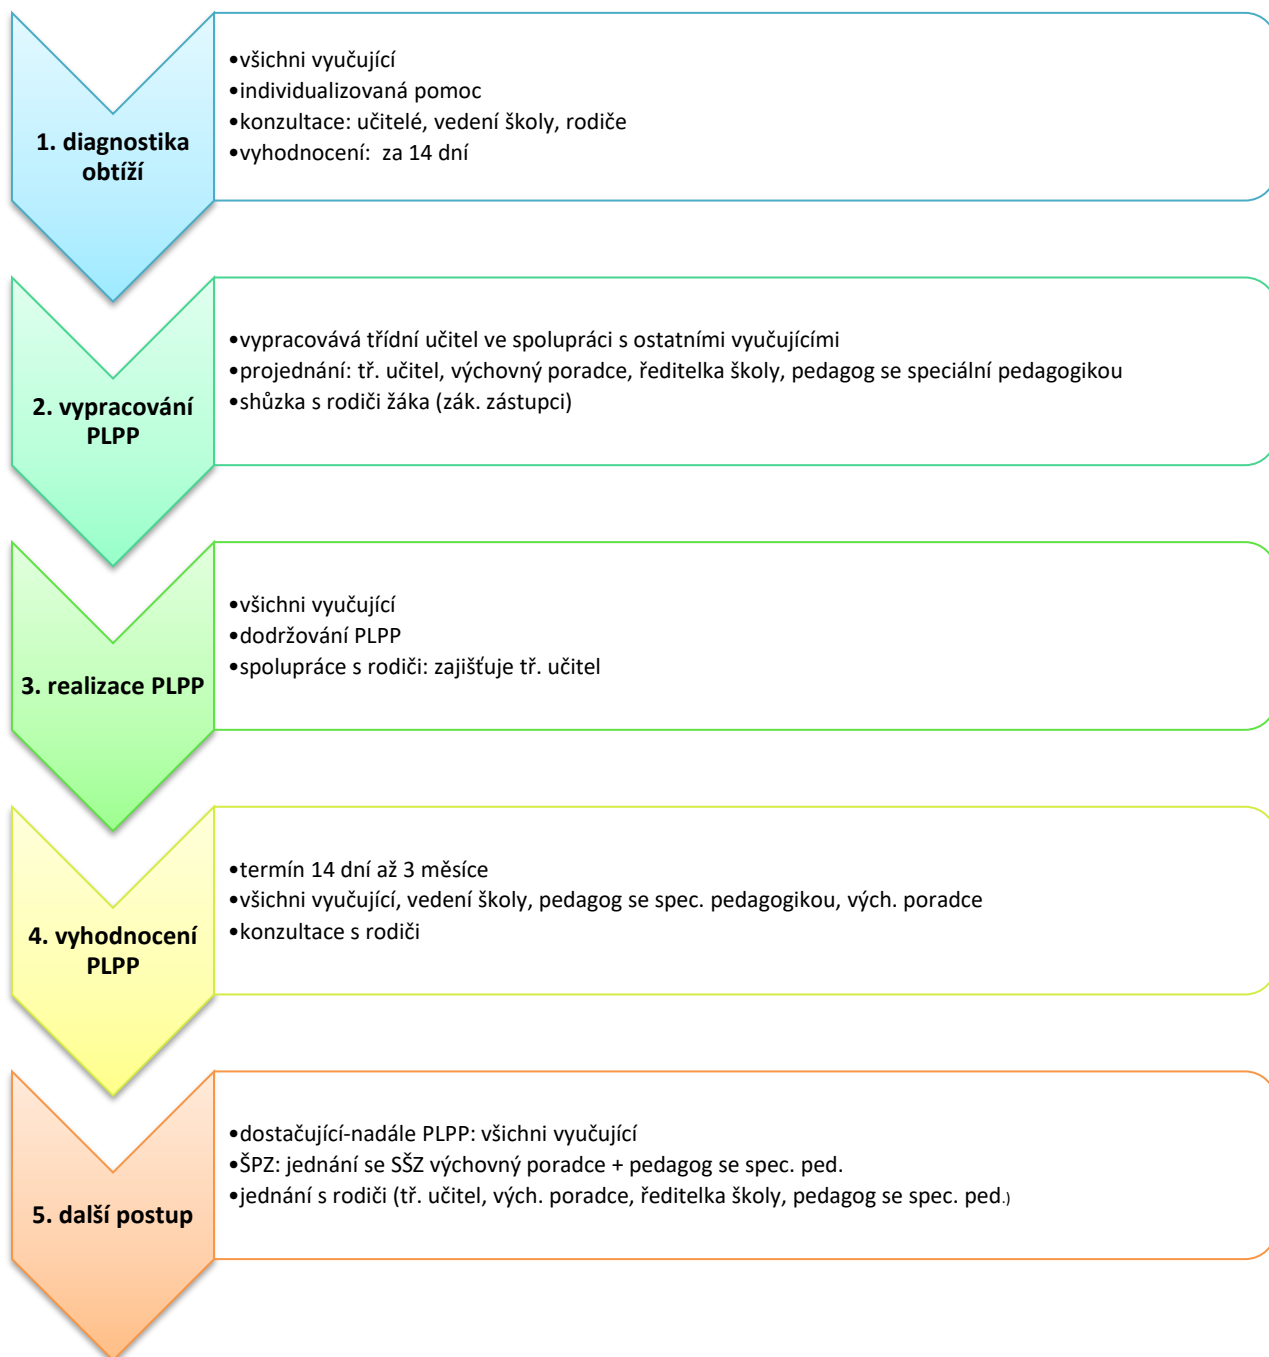 1. diagnostika
obtíží
•všichni vyučující
•individualizovaná pomoc
•konzultace: učitelé, vedení školy, rodiče
•vyhodnocení:  za 14 dní
2. vypracování
PLPP
•vypracovává třídní učitel ve spolupráci s ostatními vyučujícími
•projednání: tř. učitel, výchovný poradce, ředitelka školy, pedagog se speciální pedagogikou
•shůzka s rodiči žáka (zák. zástupci)
3. realizace PLPP
•všichni vyučující
•dodržování PLPP
•spolupráce s rodiči: zajišťuje tř. učitel
4. vyhodnocení
PLPP
•termín 14 dní až 3 měsíce
•všichni vyučující, vedení školy, pedagog se spec. pedagogikou, vých. poradce
•konzultace s rodiči
5. další postup
•dostačující-nadále PLPP: všichni vyučující
•ŠPZ: jednání se SŠZ výchovný poradce + pedagog se spec. ped.
•jednání s rodiči (tř. učitel, vých. poradce, ředitelka školy, pedagog se spec. ped.)